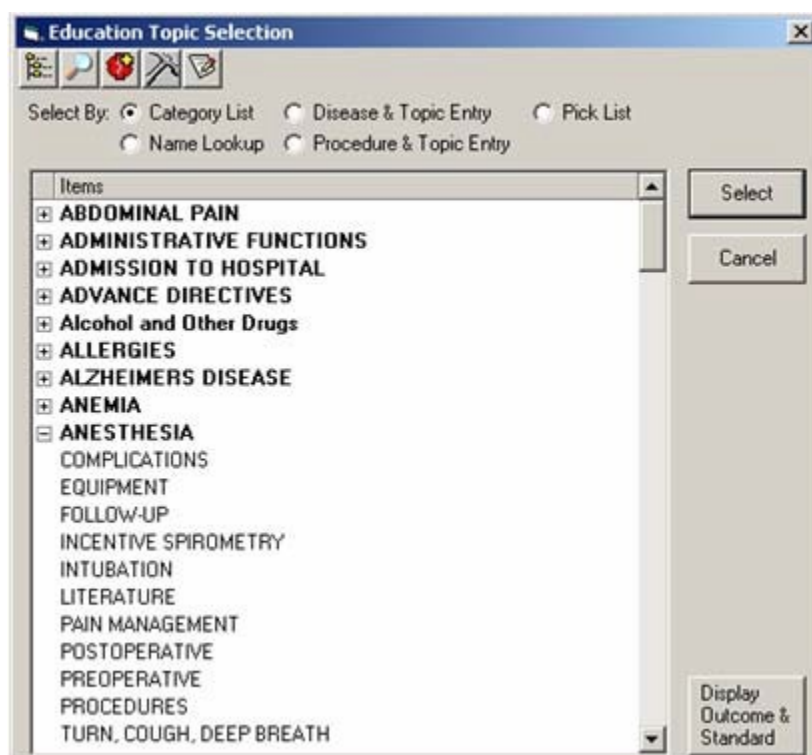 Education Topic Selection
Select By: Category List Disease & Topic Entry Pick List
Name Lookup Procedure & Topic Entry
Items
Select
Cancel
ABDOMINAL PAIN
ADMINISTRATIVE FUNCTIONS
ADMISSION TO HOSPITAL
ADVANCE DIRECTIVES
Alcohol and Other Drugs
ALLERGIES
ALZHEIMERS DISEASE
ANEMIA
ANESTHESIA
COMPLICATIONS
EQUIPMENT
FOLLOW-UP
INCENTIVE SPIROMETRY
INTUBATION
LITERATURE
PAIN MANAGEMENT
POSTOPERATIVE
PREOPERATIVE
PROCEDURES
TURN, COUGH, DEEP BREATH
Display
Outcome &
Standard